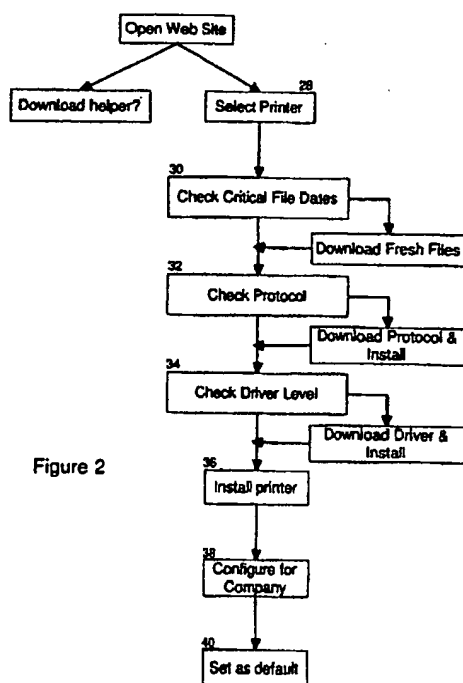 Open Web Site
Download helper?
28
Select Printer
30
Check Critical File Dates
Download Fresh Files
32
Check Protocol
Download Protocol &
Install
34
Check Driver Level
Download Driver &
Install
Figure 2
36
Install printer
38
Configure for
Company
40
Set as default